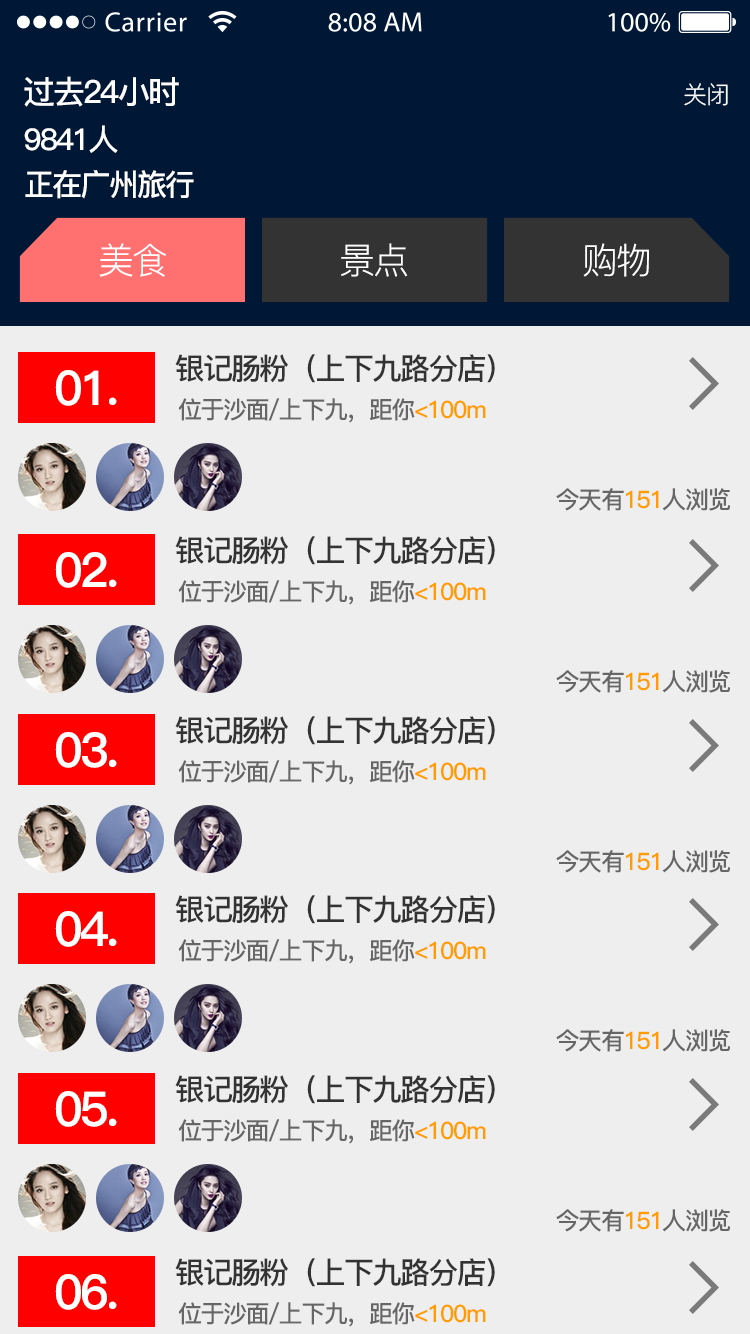 Carrier 8:08 AM 100%
过去24小时
关闭
9841人
正在广州旅行
美食 景点 购物
01. 银记肠粉（上下九路分店）
位于沙面/上下九，距你<100m
今天有151人浏览
02. 银记肠粉（上下九路分店）
位于沙面/上下九，距你<100m
今天有151人浏览
03. 银记肠粉（上下九路分店）
位于沙面/上下九，距你<100m
今天有151人浏览
04. 银记肠粉（上下九路分店）
位于沙面/上下九，距你<100m
今天有151人浏览
05. 银记肠粉（上下九路分店）
位于沙面/上下九，距你<100m
今天有151人浏览
06. 银记肠粉（上下九路分店）
位于沙面/上下九，距你<100m